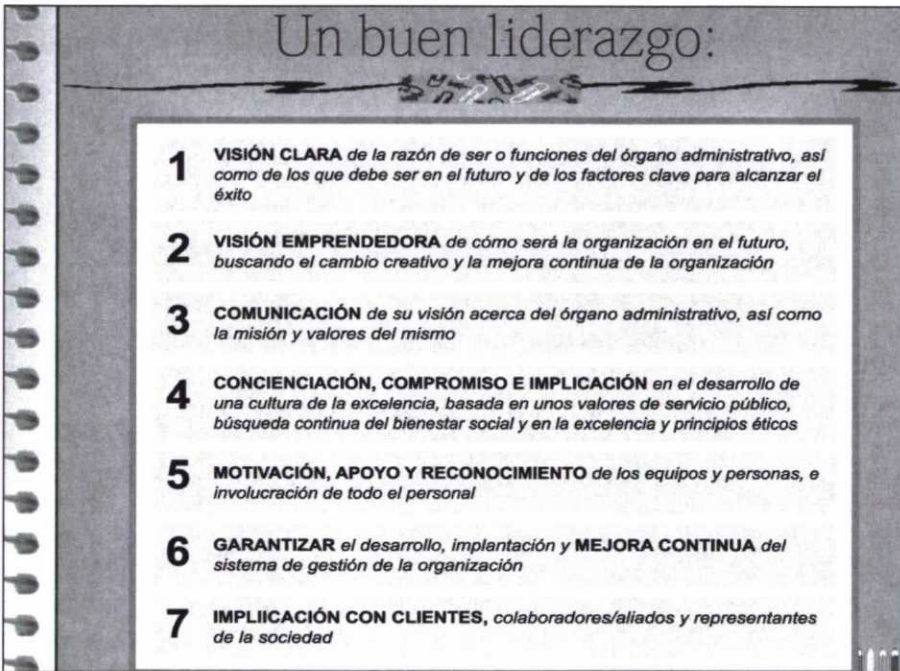 Un buen liderazgo:
1 VISIÓN CLARA de la razón de ser o funciones del órgano administrativo, así
como de los que debe ser en el futuro y de los factores clave para alcanzar el
éxito
2 VISIÓN EMPRENDEDORA de cómo será la organización en el futuro,
buscando el cambio creativo y la mejora continua de la organización
3 COMUNICACIÓN de su visión acerca del órgano administrativo, así como
la misión y valores del mismo
4 CONCIENCIACIÓN, COMPROMISO E IMPLICACIÓN en el desarrollo de
una cultura de la excelencia, basada en unos valores de servicio público,
búsqueda continua del bienestar social y en la excelencia y principios éticos
5 MOTIVACIÓN, APOYO Y RECONOCIMIENTO de los equipos y personas, e
involucración de todo el personal
6 GARANTIZAR el desarrollo, implantación y MEJORA CONTINUA del
sistema de gestión de la organización
7 IMPLIICACIÓN CON CLIENTES, colaboradores/aliados y representantes
de la sociedad